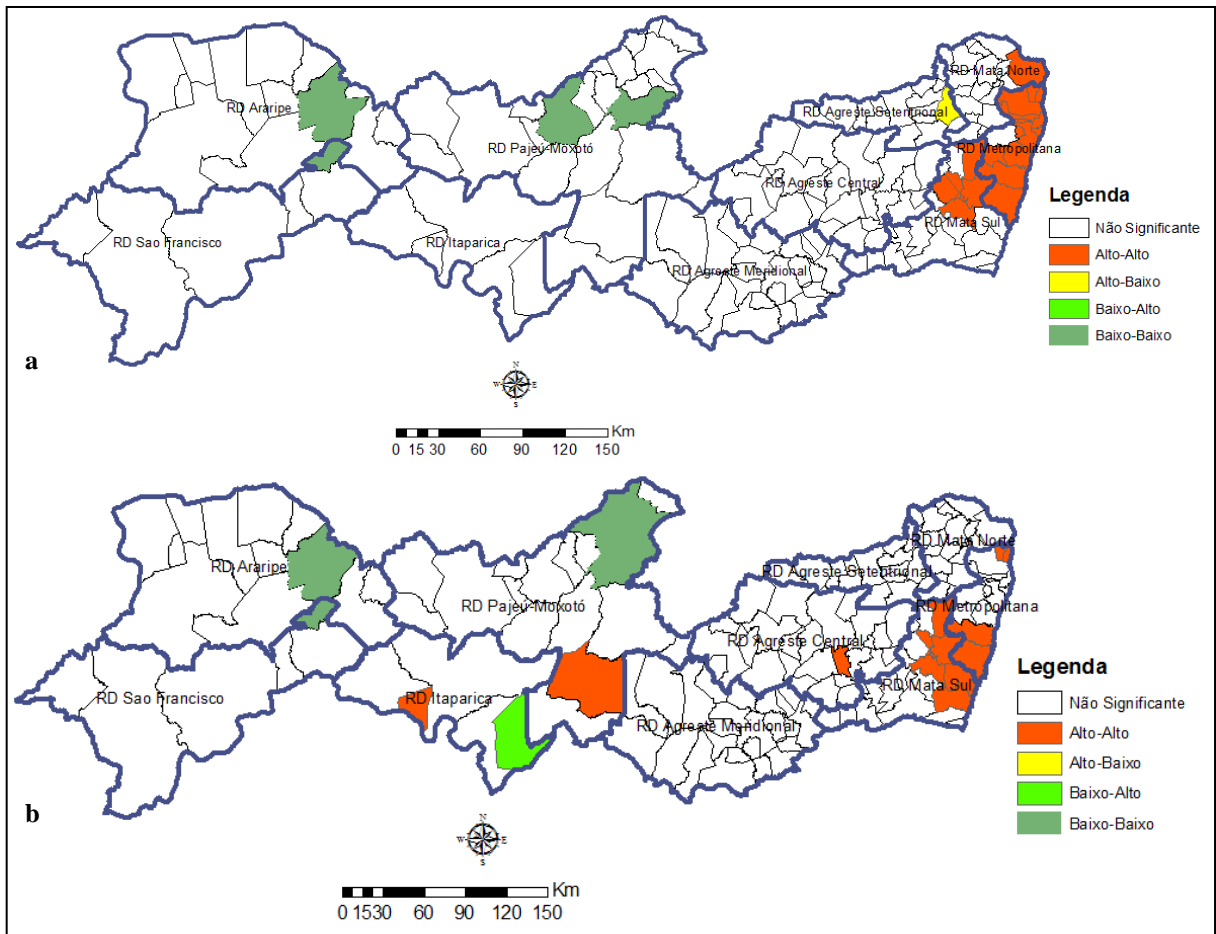 RD Mata Norte
RD Araripe
RD Agreste Setentrional
RD Pajeú-Moxotó
RD Metropolitana
RD Agreste Central
Legenda
RD Mata Sul
Não Significante
RD Sao Francisco
RD Itaparica
Alto-Alto
RD Agreste Meridional
Alto-Baixo
Baixo-Alto
Baixo-Baixo
a
N
W E
S
Km
0 15 30 60 90 120 150
RD Mata Norte
RD Araripe
RD Agreste Setentrional
RD Pajeú-Moxotó
RD Metropolitana
RD Agreste Central
Legenda
RD Mata Sul
RD Sao Francisco
RD Itaparica
Não Significante
RD Agreste Meridional
Alto-Alto
Alto-Baixo
Baixo-Alto
b
Baixo-Baixo
N
W E
S
Km
0 15 30 60 90 120 150